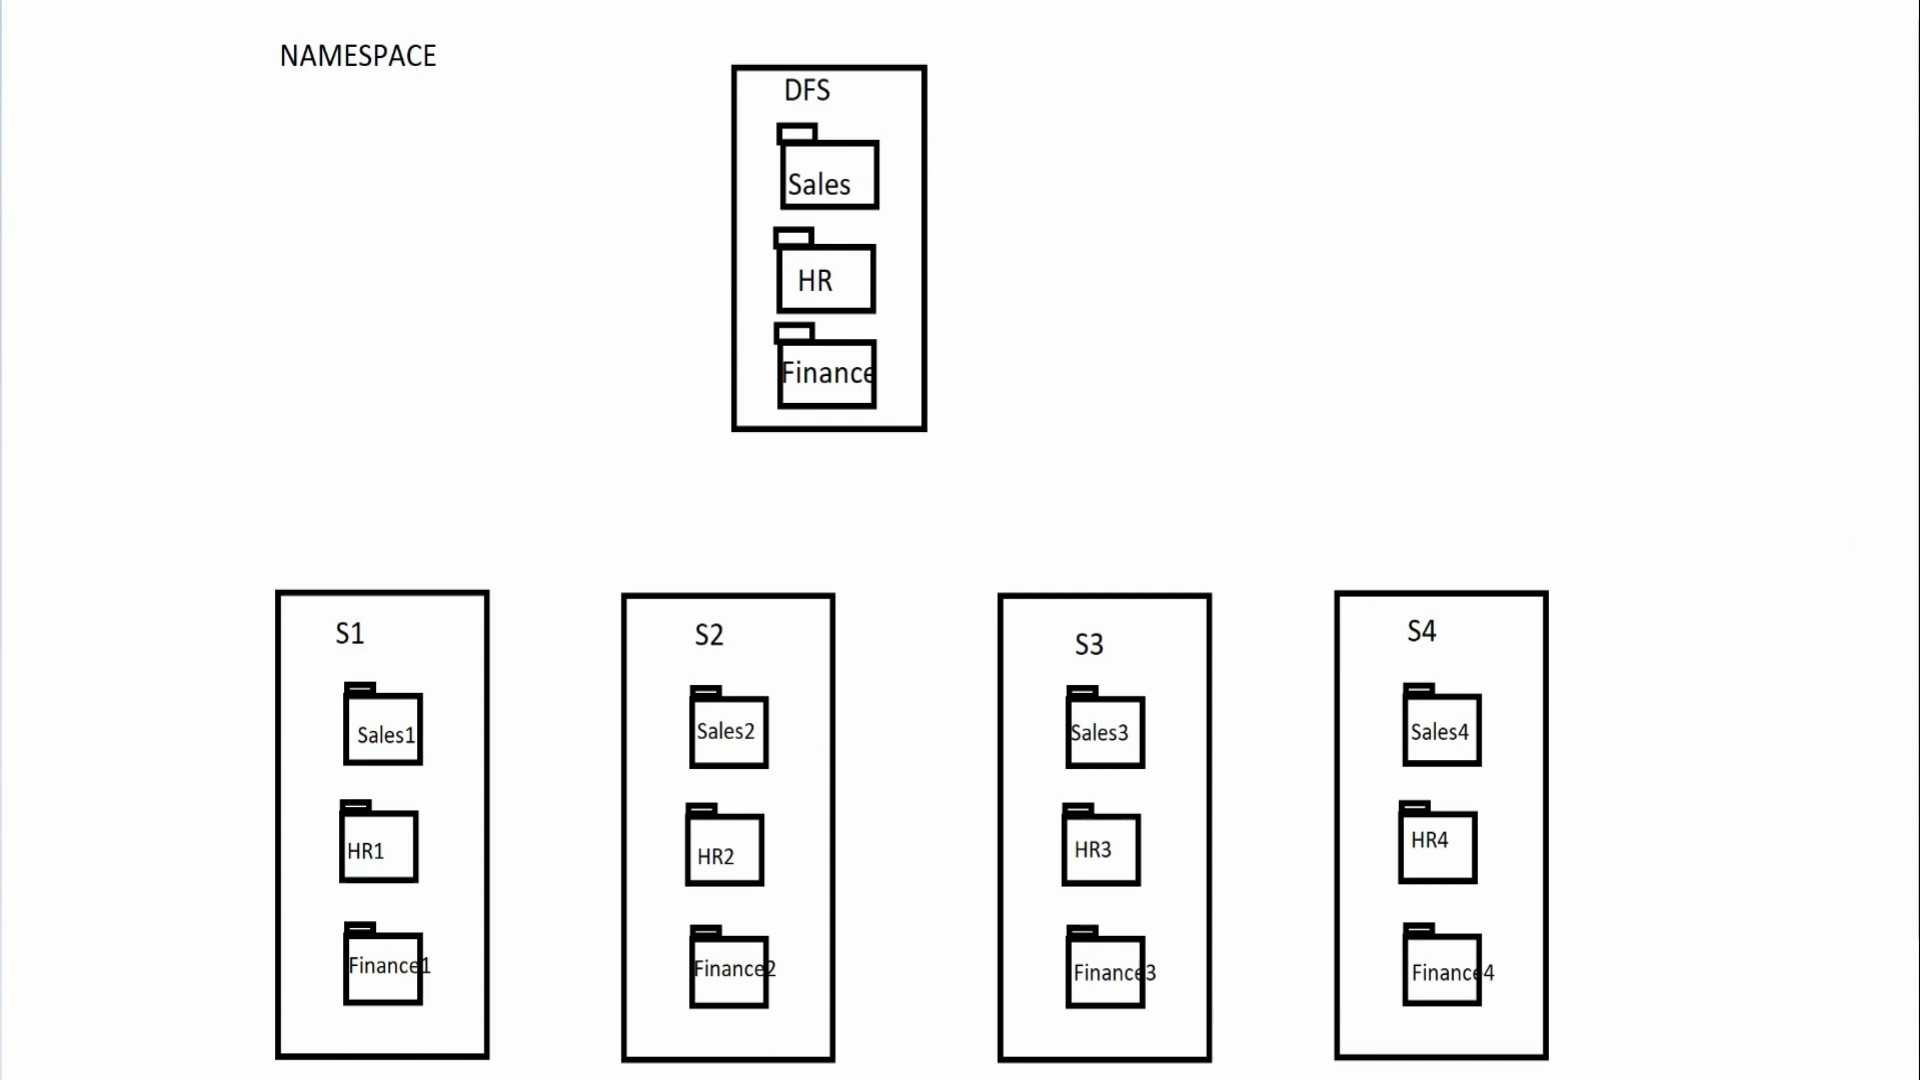 NAMESPACE
DFS
Sales
HR
Finance
S1
Sales1
HR1
Finance1
S2
Sales2
HR2
Finance2
S3
Sales3
HR3
Finance3
S4
Sales4
HR4
Finance4